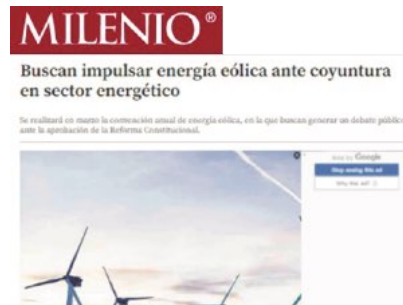 MILENIO®
Buscan impulsar energía eólica ante coyuntura
en sector energético
Se realizará en marzo la convención anual de energía eólica, en la que buscan generar un debate público
ante la aprobación de la Reforma Constitucional.
Ads by Google
Stop seeing this ad
Why this ad?